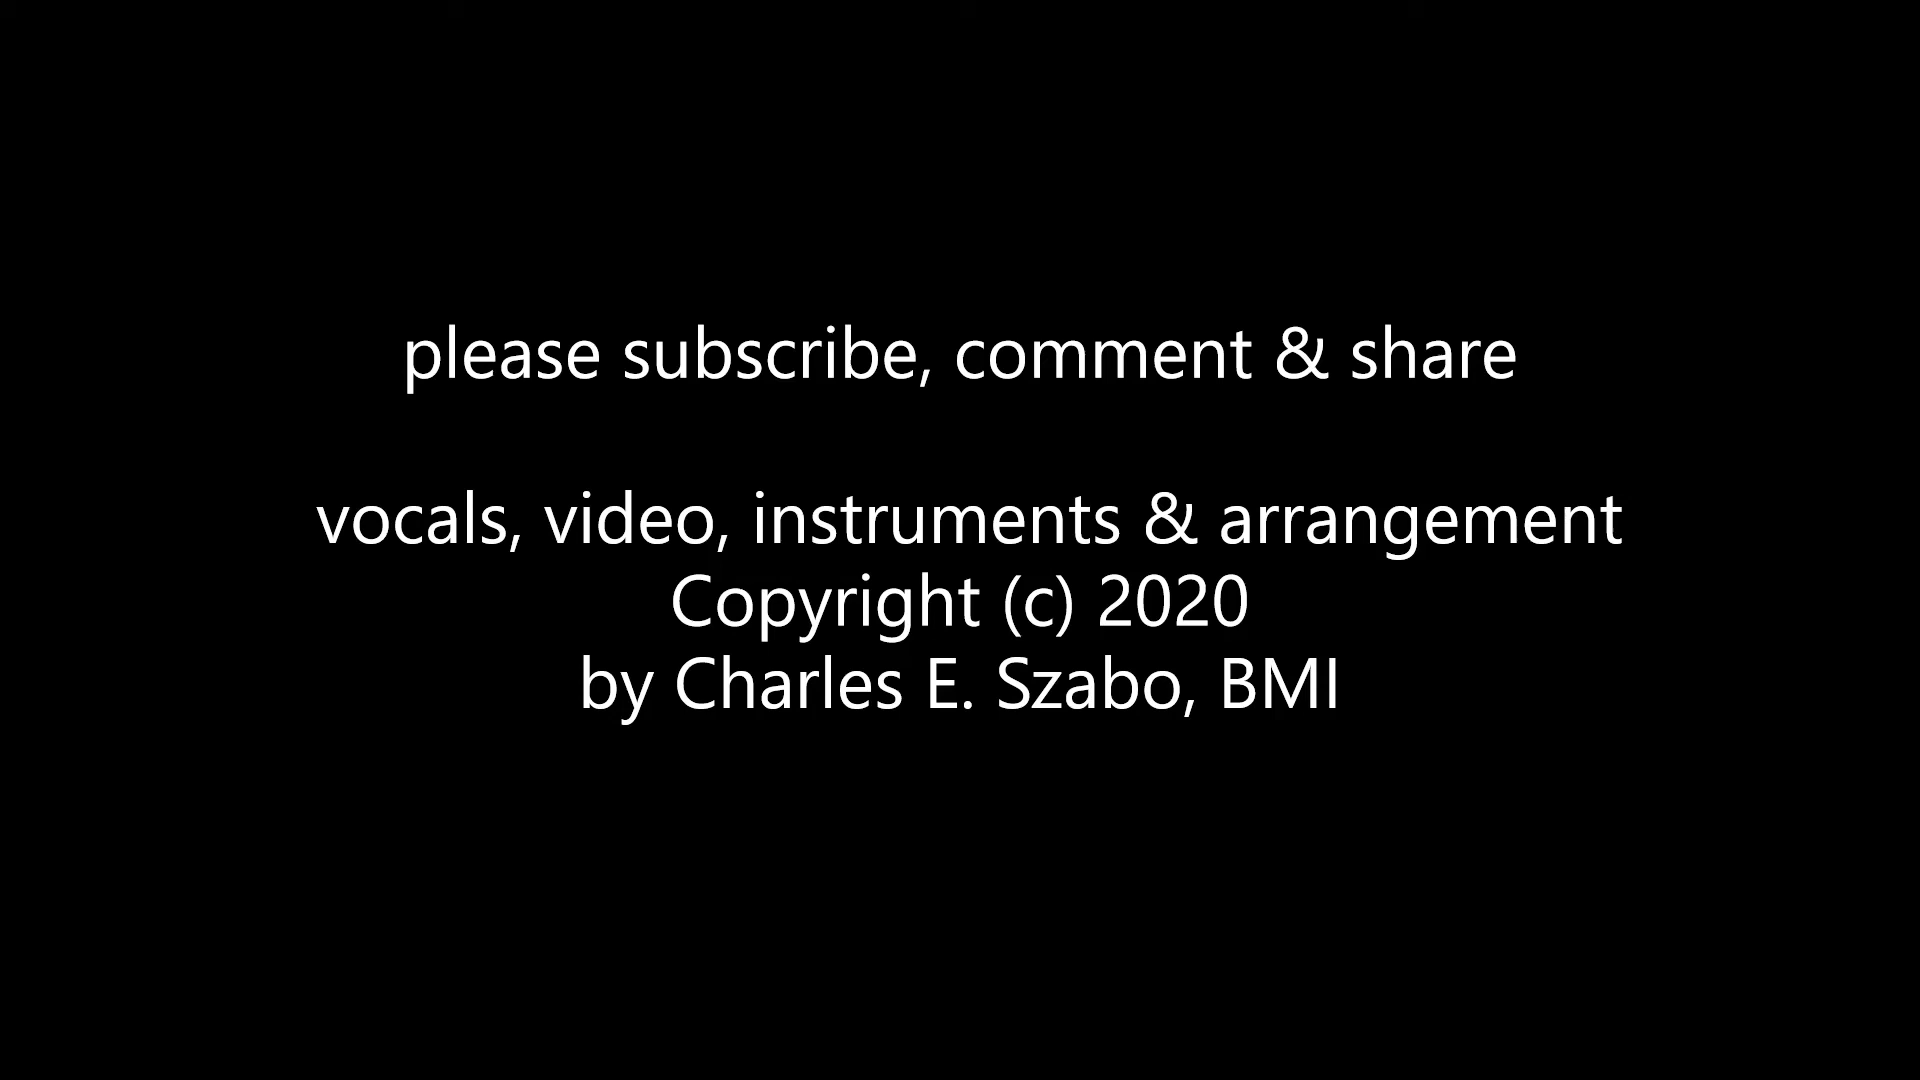 please subscribe, comment & share
vocals, video, instruments & arrangement
Copyright (c) 2020
by Charles E. Szabo, BMI